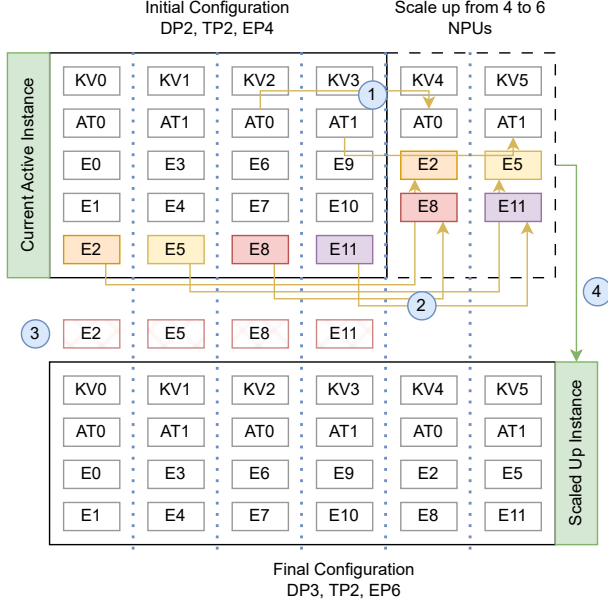 Initial Configuration
DP2, TP2, EP4
Scale up from 4 to 6
NPUs
Current Active Instance
KV0 KV1 KV2 KV3 KV4 KV5
1
AT0 AT1 AT0 AT1 AT0 AT1
E0 E3 E6 E9 E2 E5
E1 E4 E7 E10 E8 E11
E2 E5 E8 E11
2
4
3 E2 E5 E8 E11
KV0 KV1 KV2 KV3 KV4 KV5
AT0 AT1 AT0 AT1 AT0 AT1
E0 E3 E6 E9 E2 E5
E1 E4 E7 E10 E8 E11
Scaled Up Instance
Final Configuration
DP3, TP2, EP6